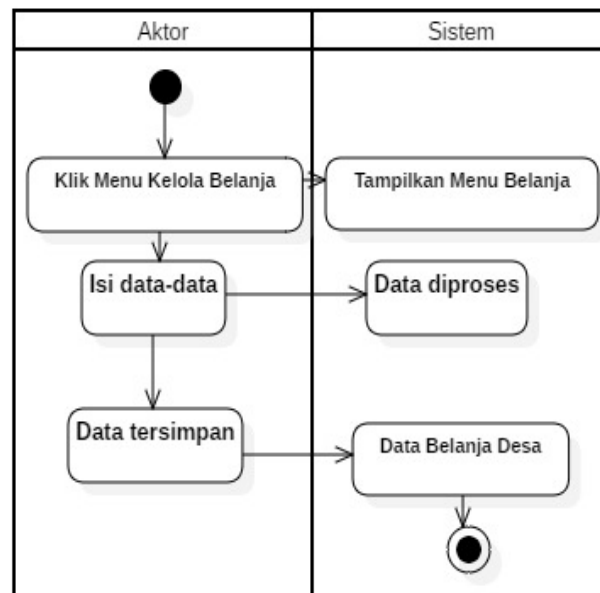 Aktor
Sistem
Klik Menu Kelola Belanja
Tampilkan Menu Belanja
Isi data-data
Data diproses
Data tersimpan
Data Belanja Desa